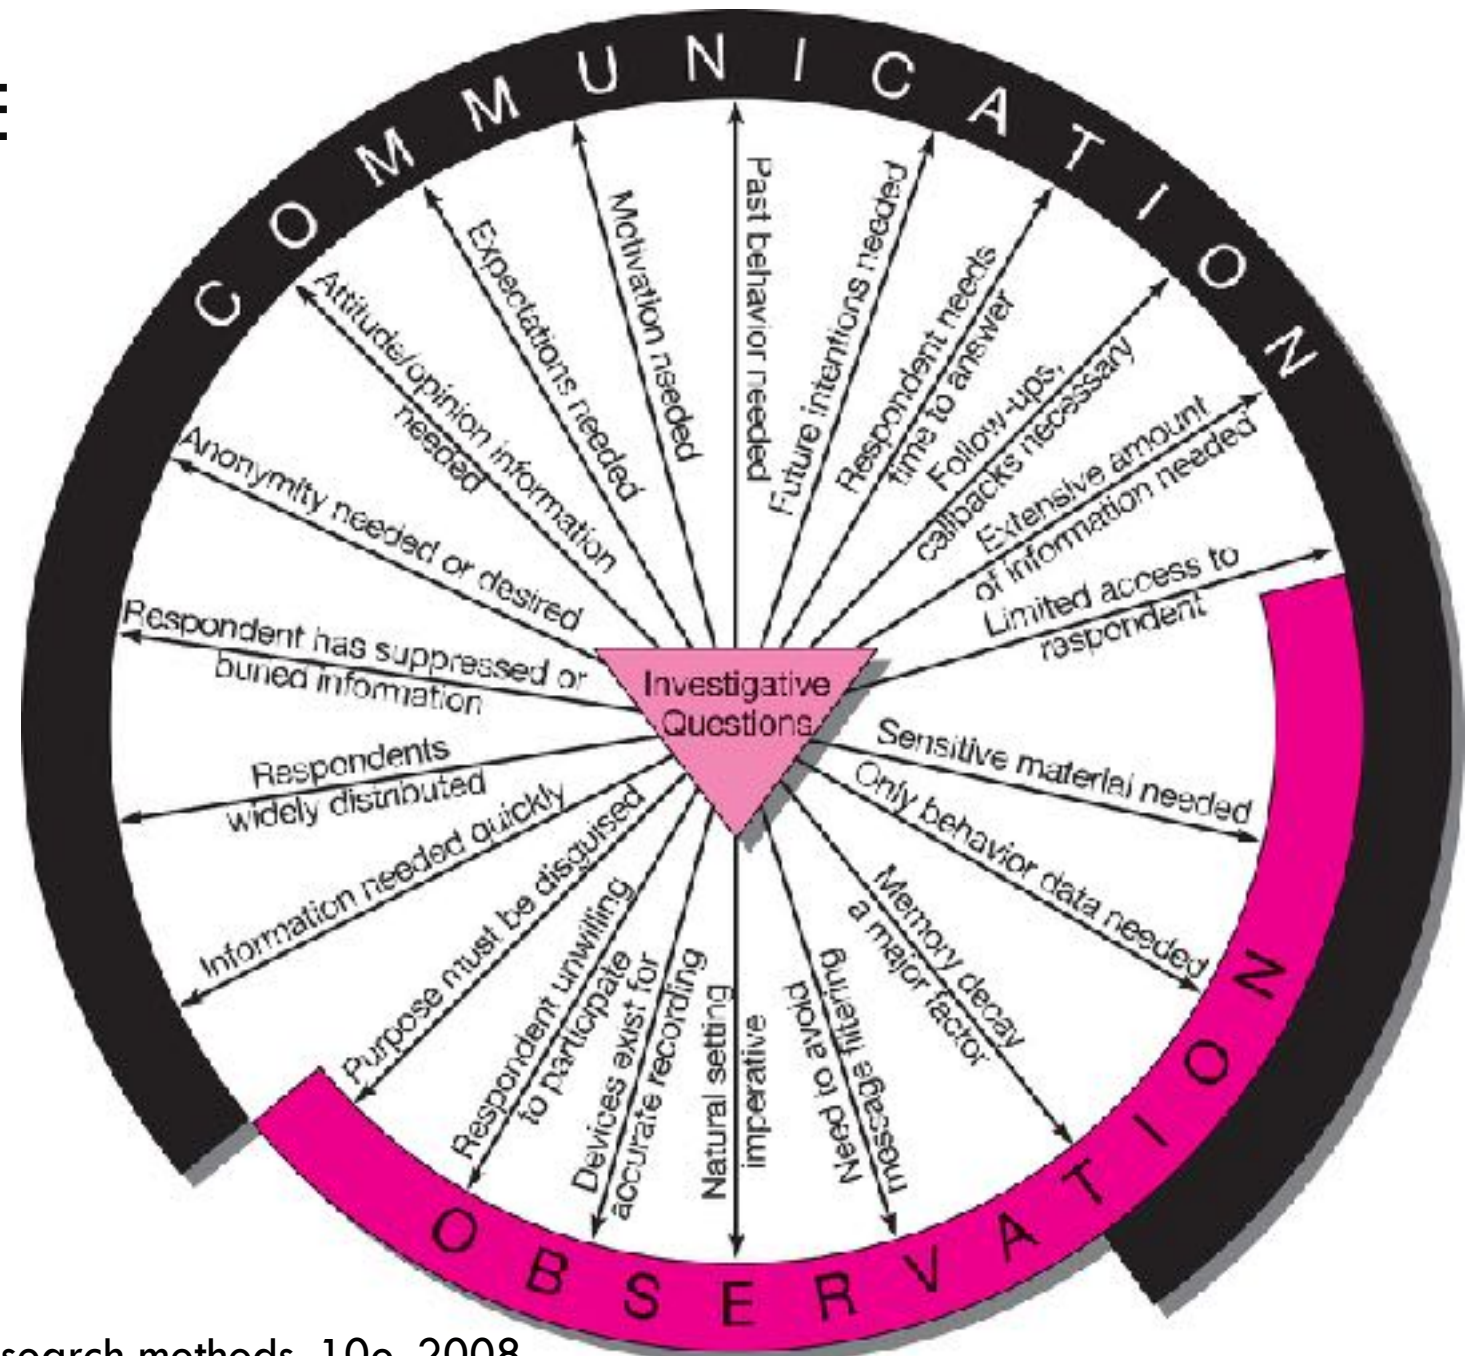 COMMUNICATION
Past behavior needed
Future intentions needed
Respondent needs
time to answer
Follow-ups,
callbacks necessary
Extensive amount
of information needed
Limited access to
respondent
Sensitive material needed
Only behavior data needed
Memory decay
a major factor
Need to avoid
message filtering
Natural setting
imperative
Devices exist for
accurate recording
Respondent unwilling
to participate
Purpose must be disguised
Information needed quickly
Respondents
widely distributed
Respondent has suppressed or
buried information
Anonymity needed or desired
Attitude/opinion information
needed
Expectations needed
Motivation needed
Investigative
Questions
OBSERVATION
methods, 10e, 2008